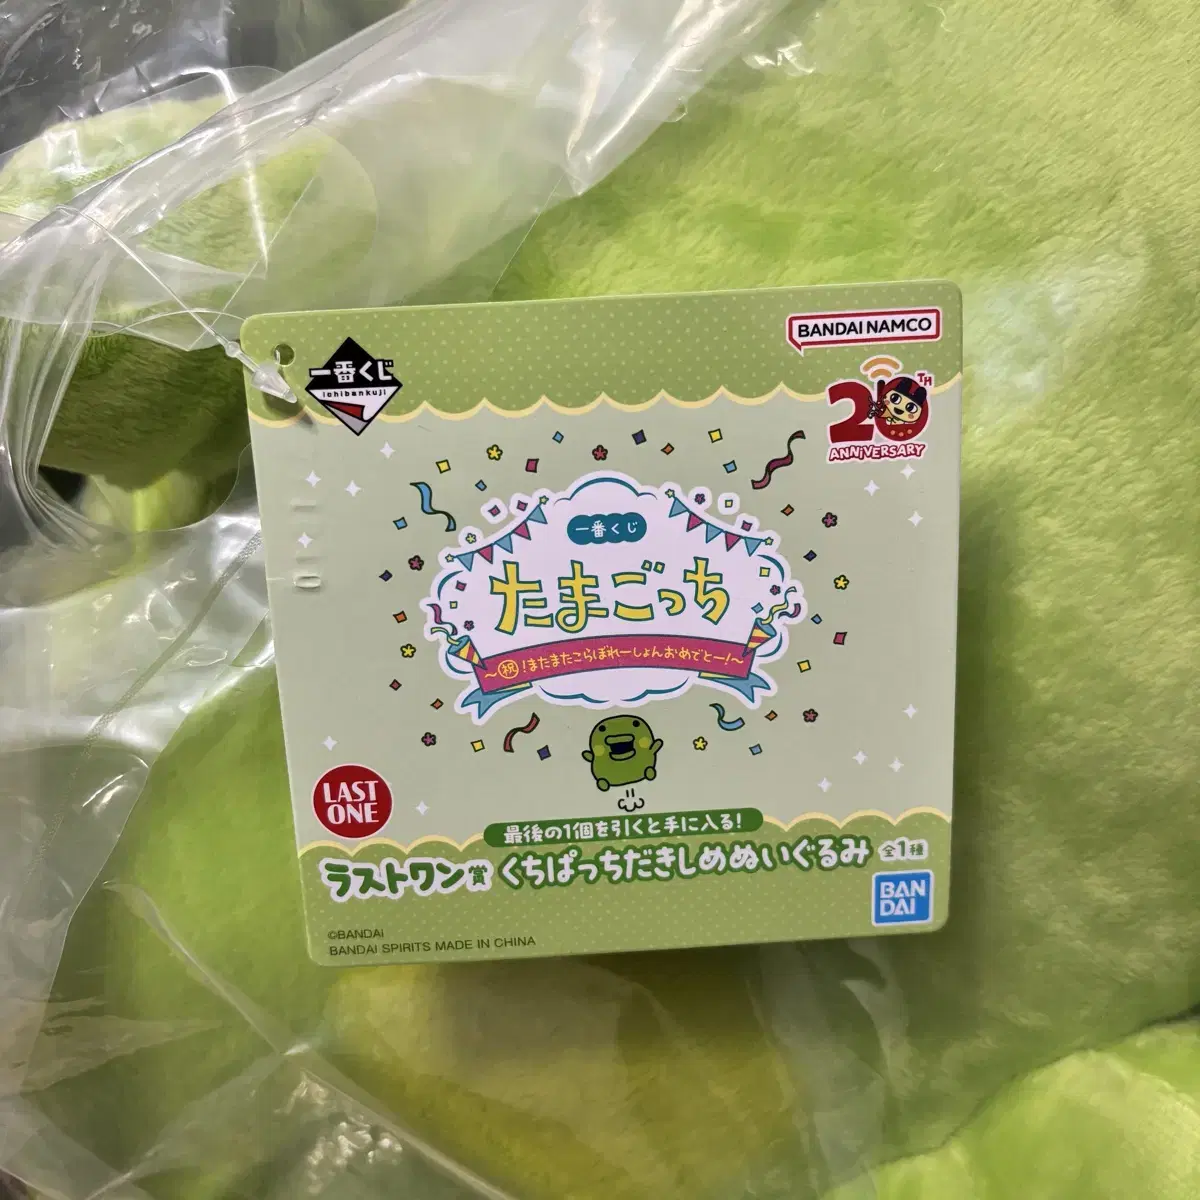 一番くじ
ichibankuji
BANDAI NAMCO
20TH
ANNIVERSARY
一番くじ
たまごっち
～㊗！またまたこらぼれーしょんおめでとー！～
LAST
ONE
最後の1個を引くと手に入る！
ラストワン賞 くちぱっちだきしめぬいぐるみ 全1種
BAN
DAI
©BANDAI
BANDAI SPIRITS MADE IN CHINA